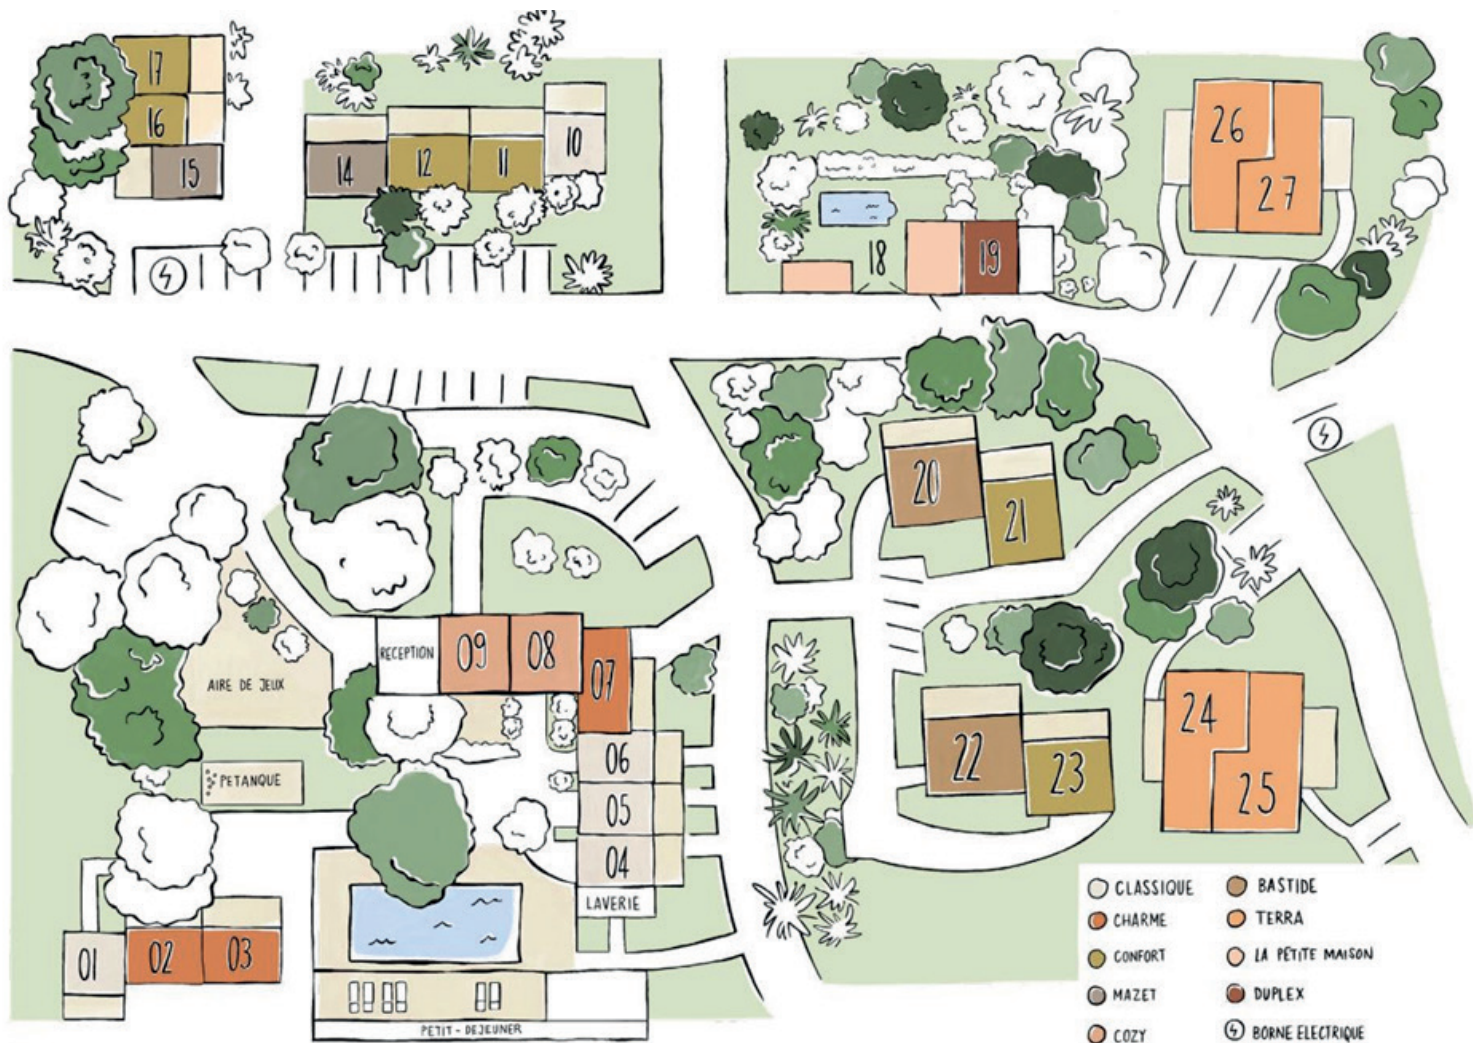 17
16
15
14
12
11
10
18
19
26
27
20
21
RECEPTION
09
08
07
AIRE DE JEUX
PETANQUE
06
05
04
LAVERIE
22
23
24
25
01
02
03
PETIT - DEJEUNER
CLASSIQUE
CHARME
CONFORT
MAZET
COZY
BASTIDE
TERRA
LA PETITE MAISON
DUPLEX
BORNE ELECTRIQUE